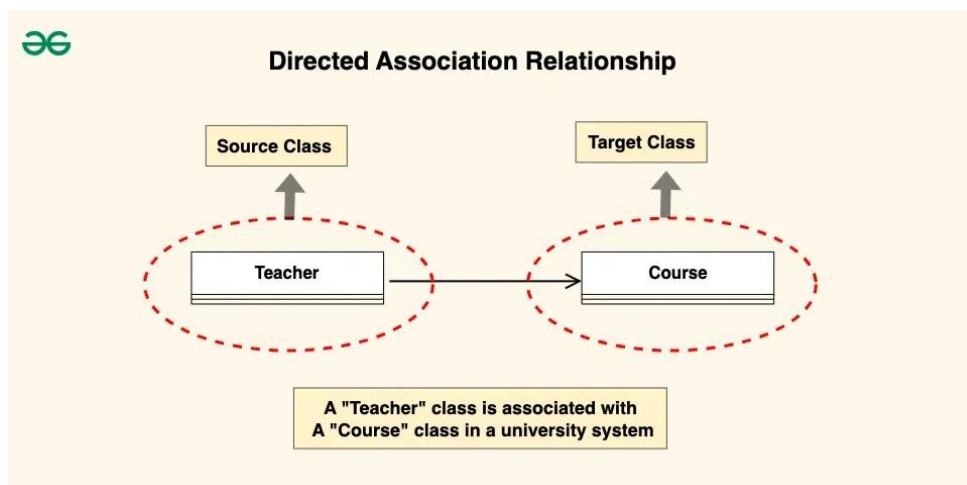 Directed Association Relationship
Source Class
Target Class
Teacher
Course
A "Teacher" class is associated with
A "Course" class in a university system